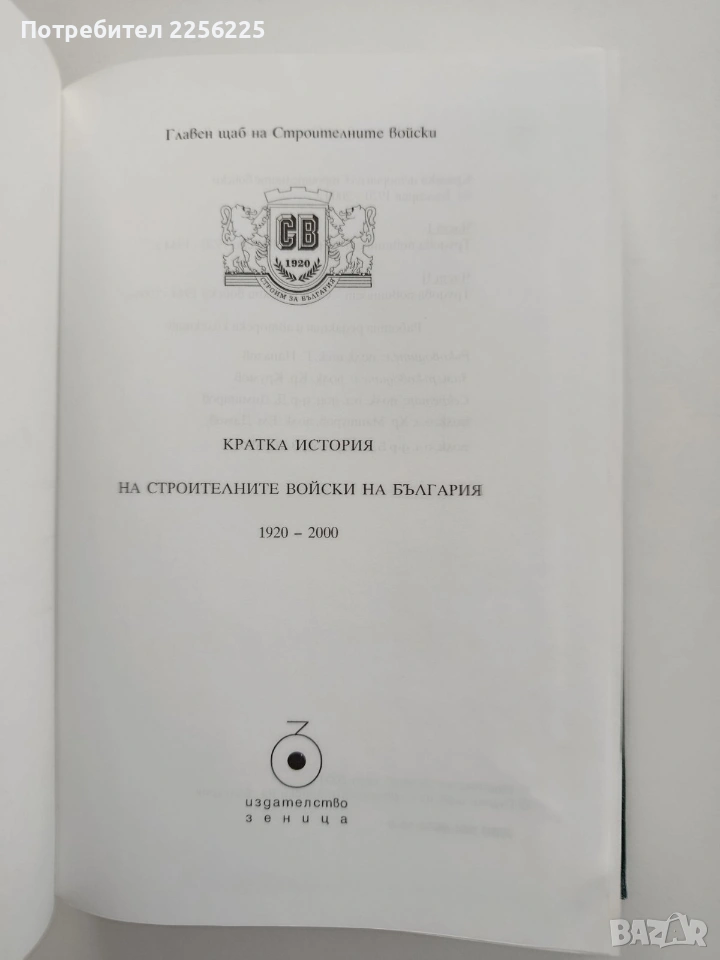 Потребител 2256225
Главен щаб на Строителните войски
СВ
1920
СТРОИМ ЗА БЪЛГАРИЯ
КРАТКА ИСТОРИЯ
НА СТРОИТЕЛНИТЕ ВОЙСКИ НА БЪЛГАРИЯ
1920 – 2000
издателство
зеница
BAZAR